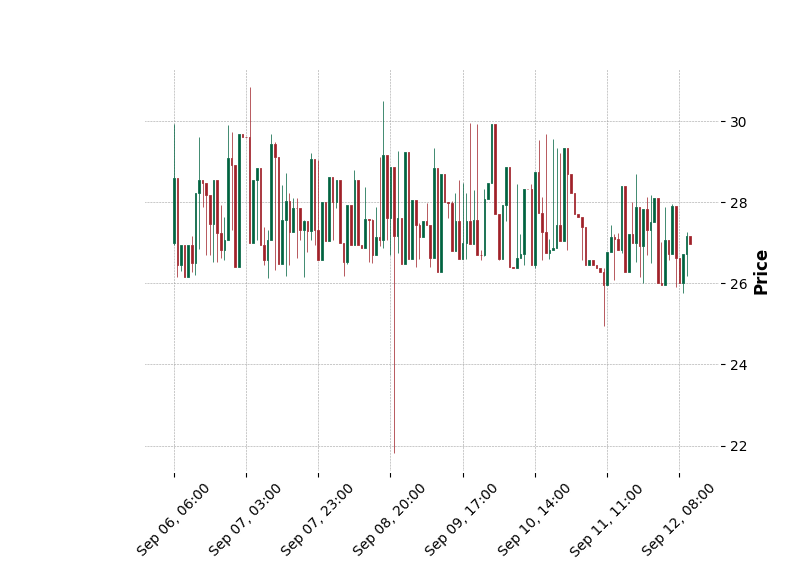 30
28
26
24
22
Price
Sep 06, 06:00
Sep 07, 03:00
Sep 07, 23:00
Sep 08, 20:00
Sep 09, 17:00
Sep 10, 14:00
Sep 11, 11:00
Sep 12, 08:00